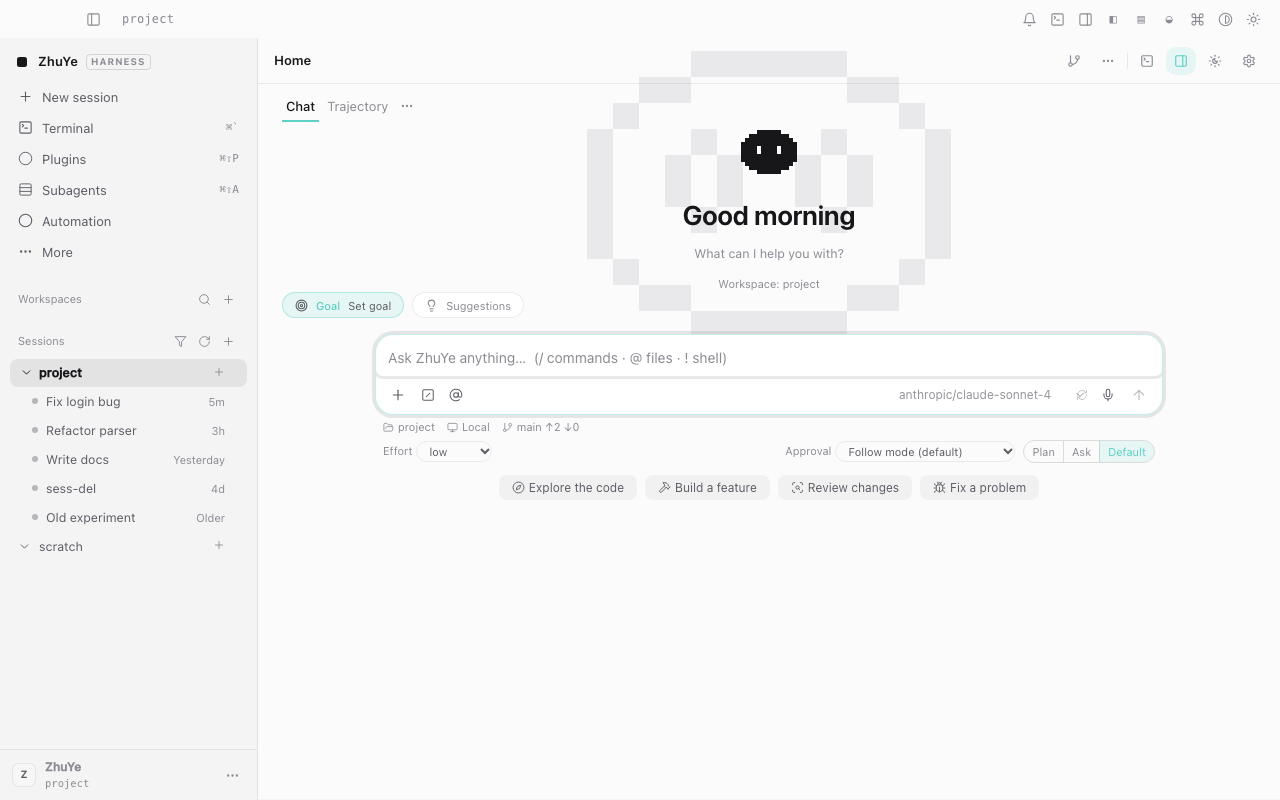 project
ZhuYe HARNESS
New session
Terminal ⌘`
Plugins ⌘⇧P
Subagents ⌘⇧A
Automation
More
Workspaces
Sessions
project
Fix login bug 5m
Refactor parser 3h
Write docs Yesterday
sess-del 4d
Old experiment Older
scratch
Z
ZhuYe
project
Home
Chat Trajectory
Good morning
What can I help you with?
Workspace: project
Goal Set goal Suggestions
Ask ZhuYe anything... (/ commands · @ files · ! shell)
anthropic/claude-sonnet-4
project Local main ↑2 ↓0
Effort low Approval Follow mode (default) Plan Ask Default
Explore the code Build a feature Review changes Fix a problem